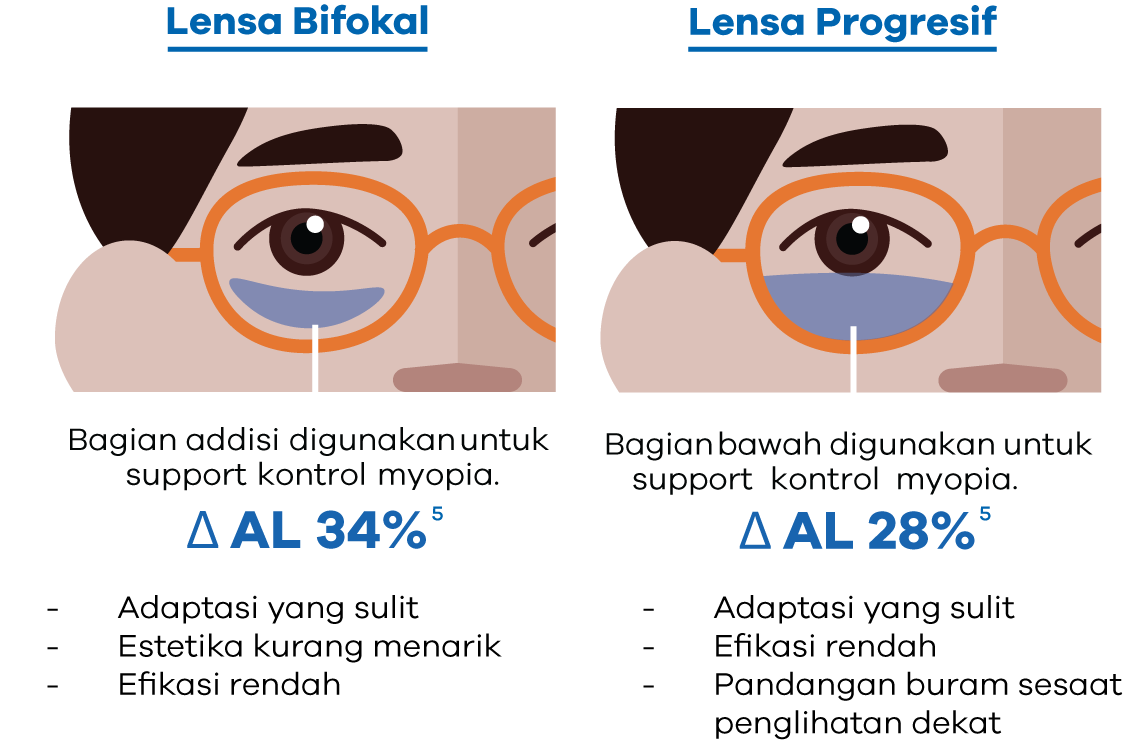 Lensa Bifokal
Bagian addisi digunakan untuk
support kontrol myopia.
Δ AL 34%⁵
- Adaptasi yang sulit
- Estetika kurang menarik
- Efikasi rendah
Lensa Progresif
Bagian bawah digunakan untuk
support kontrol myopia.
Δ AL 28%⁵
- Adaptasi yang sulit
- Efikasi rendah
- Pandangan buram sesaat
penglihatan dekat